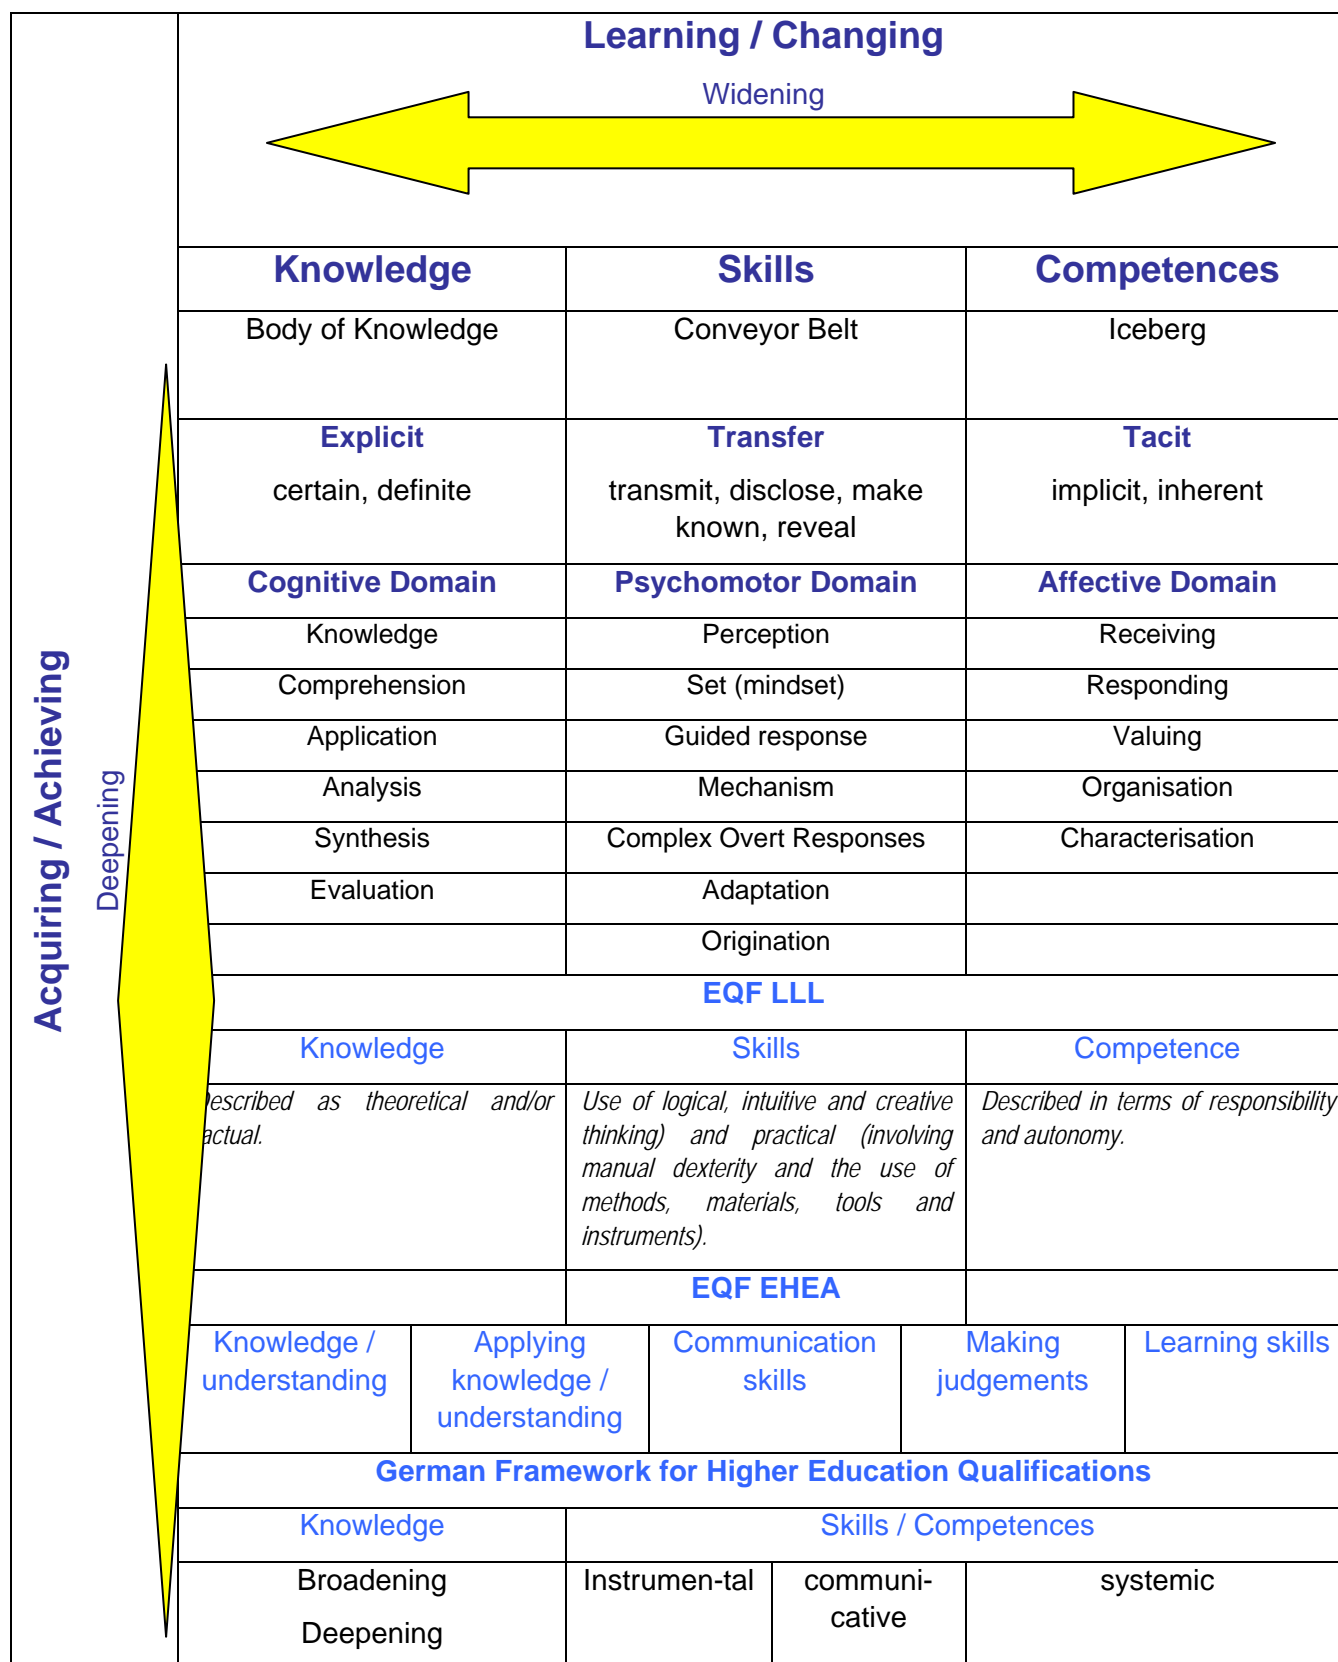 Learning / Changing
Widening
Acquiring / Achieving
Deepening
Knowledge
Skills
Competences
Body of Knowledge
Conveyor Belt
Iceberg
Explicit
certain, definite
Transfer
transmit, disclose, make
known, reveal
Tacit
implicit, inherent
Cognitive Domain
Psychomotor Domain
Affective Domain
Knowledge
Perception
Receiving
Comprehension
Set (mindset)
Responding
Application
Guided response
Valuing
Analysis
Mechanism
Organisation
Synthesis
Complex Overt Responses
Characterisation
Evaluation
Adaptation
Origination
EQF LLL
Knowledge
Skills
Competence
Described as theoretical and/or
actual.
Use of logical, intuitive and creative
thinking) and practical (involving
manual dexterity and the use of
methods, materials, tools and
instruments).
Described in terms of responsibility
and autonomy.
EQF EHEA
Knowledge /
understanding
Applying
knowledge /
understanding
Communication
skills
Making
judgements
Learning skills
German Framework for Higher Education Qualifications
Knowledge
Skills / Competences
Broadening
Deepening
Instrumen-tal
communi-
cative
systemic